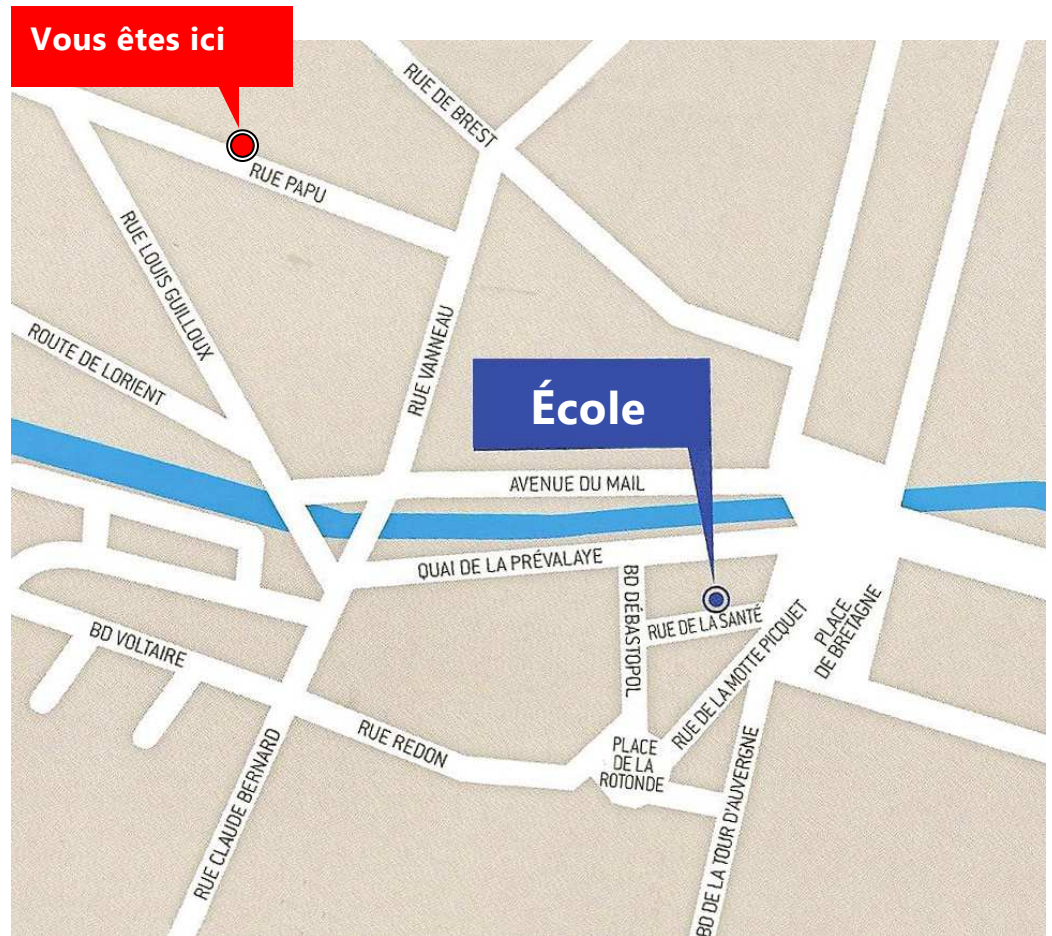 Vous êtes ici
RUE DE BREST
RUE PAPU
RUE LOUIS GUILLOUX
ROUTE DE LORIENT
RUE VANNEAU
École
AVENUE DU MAIL
QUAI DE LA PRÉVALAYE
BD DÉBASTOPOL
RUE DE LA SANTÉ
RUE DE LA MOTTE PICQUET
PLACE
DE BRETAGNE
BD VOLTAIRE
RUE REDON
PLACE
DE LA
ROTONDE
RUE CLAUDE BERNARD
BD DE LA TOUR D'AUVERGNE